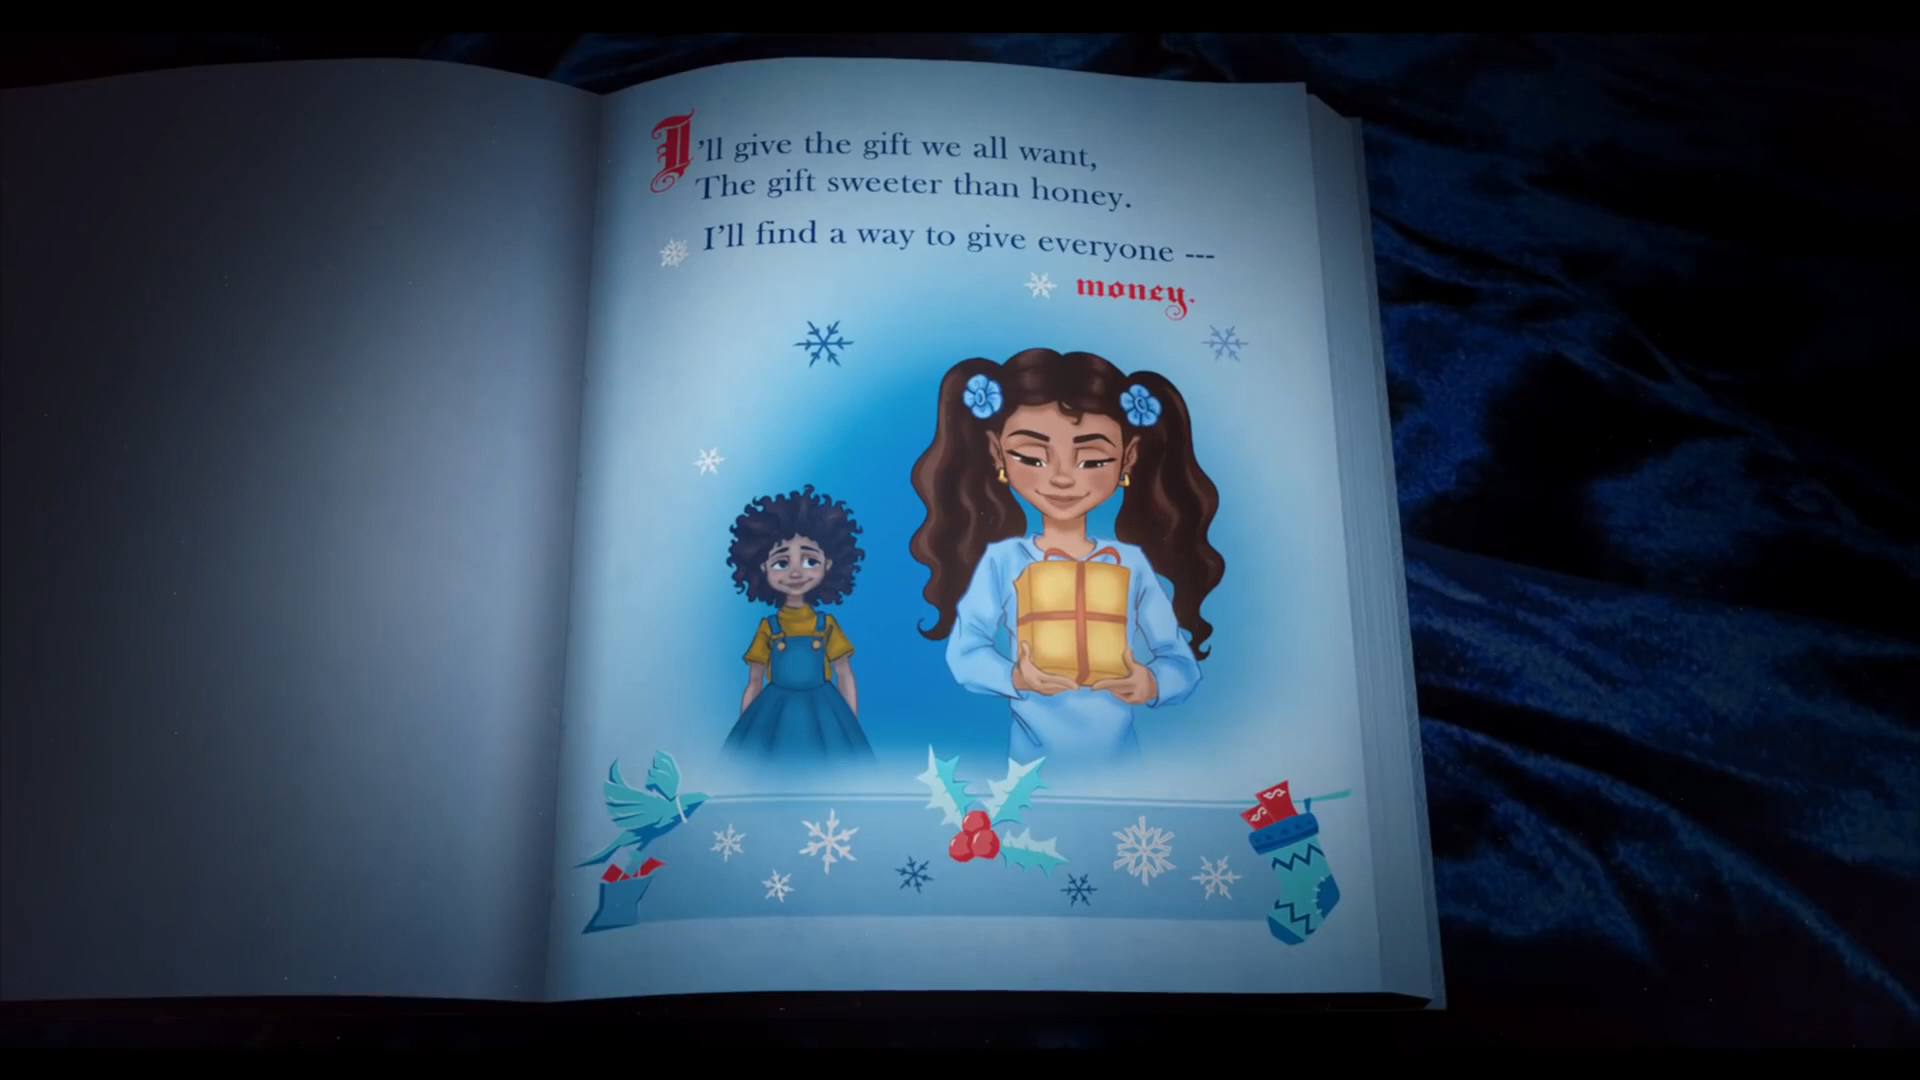 I'll give the gift we all want,
The gift sweeter than honey.
I'll find a way to give everyone ---
money.
$ $